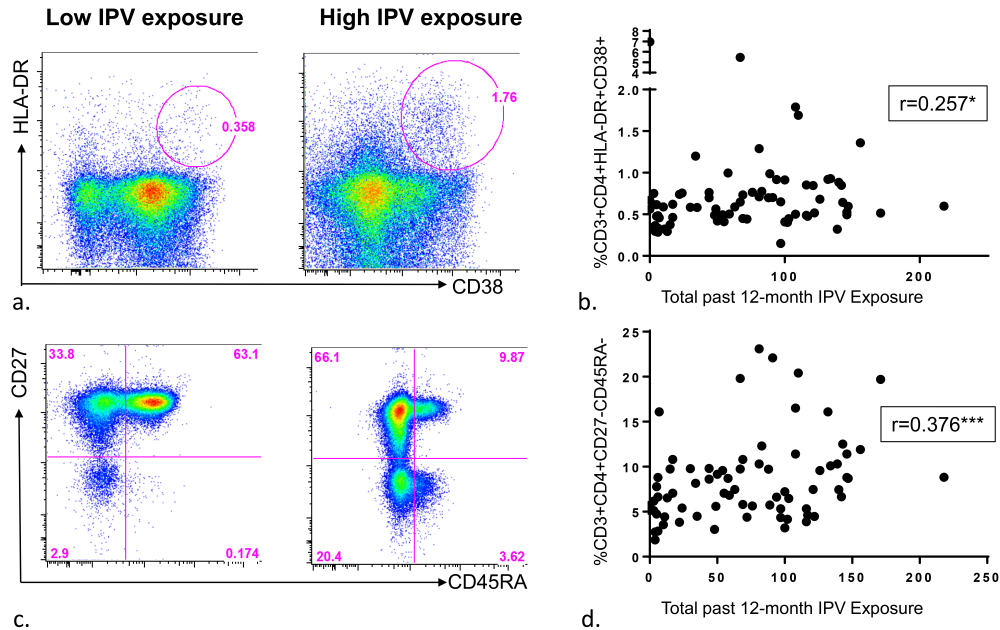 Low IPV exposure
High IPV exposure
HLA-DR
0.358
1.76
CD38
a.
%CD3+CD4+HLA-DR+CD38+
8
7
6
5
4
2.0
1.5
1.0
0.5
0.0
0
100
200
r=0.257*
Total past 12-month IPV Exposure
b.
CD27
33.8
63.1
2.9
0.174
66.1
9.87
20.4
3.62
CD45RA
c.
%CD3+CD4+CD27-CD45RA-
25
20
15
10
5
0
0
50
100
150
200
250
r=0.376***
Total past 12-month IPV Exposure
d.